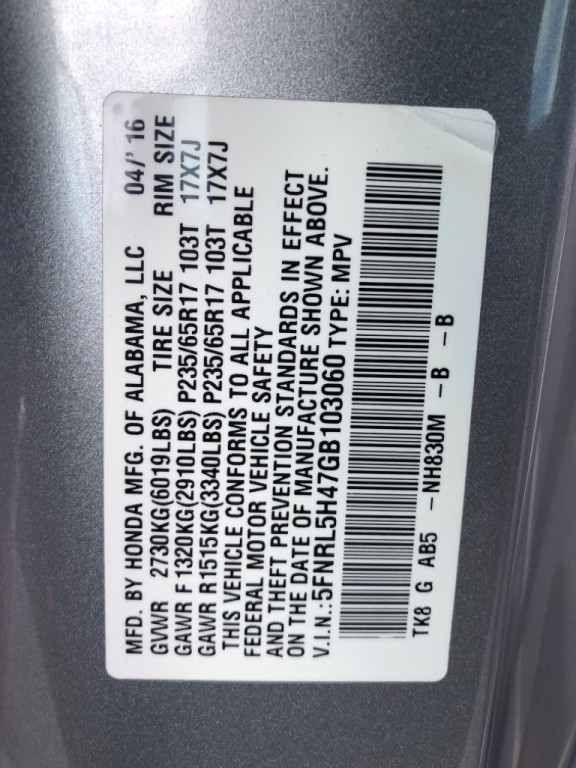 MFD. BY HONDA MFG. OF ALABAMA, LLC 04/'16
GVWR 2730KG(6019LBS) TIRE SIZE RIM SIZE
GAWR F 1320KG(2910LBS) P235/65R17 103T 17X7J
GAWR R1515KG(3340LBS) P235/65R17 103T 17X7J
THIS VEHICLE CONFORMS TO ALL APPLICABLE
FEDERAL MOTOR VEHICLE SAFETY
AND THEFT PREVENTION STANDARDS IN EFFECT
ON THE DATE OF MANUFACTURE SHOWN ABOVE.
V.I.N.:5FNRL5H47GB103060 TYPE: MPV
TK8 G AB5 -NH830M -B -B